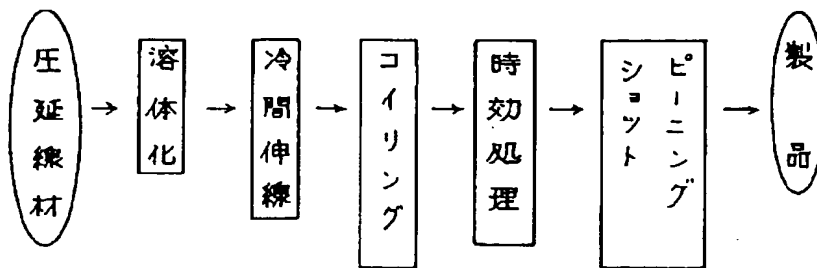 圧延線材
溶体化
冷間伸線
コイリング
時効処理
ショット
ピーニング
製品